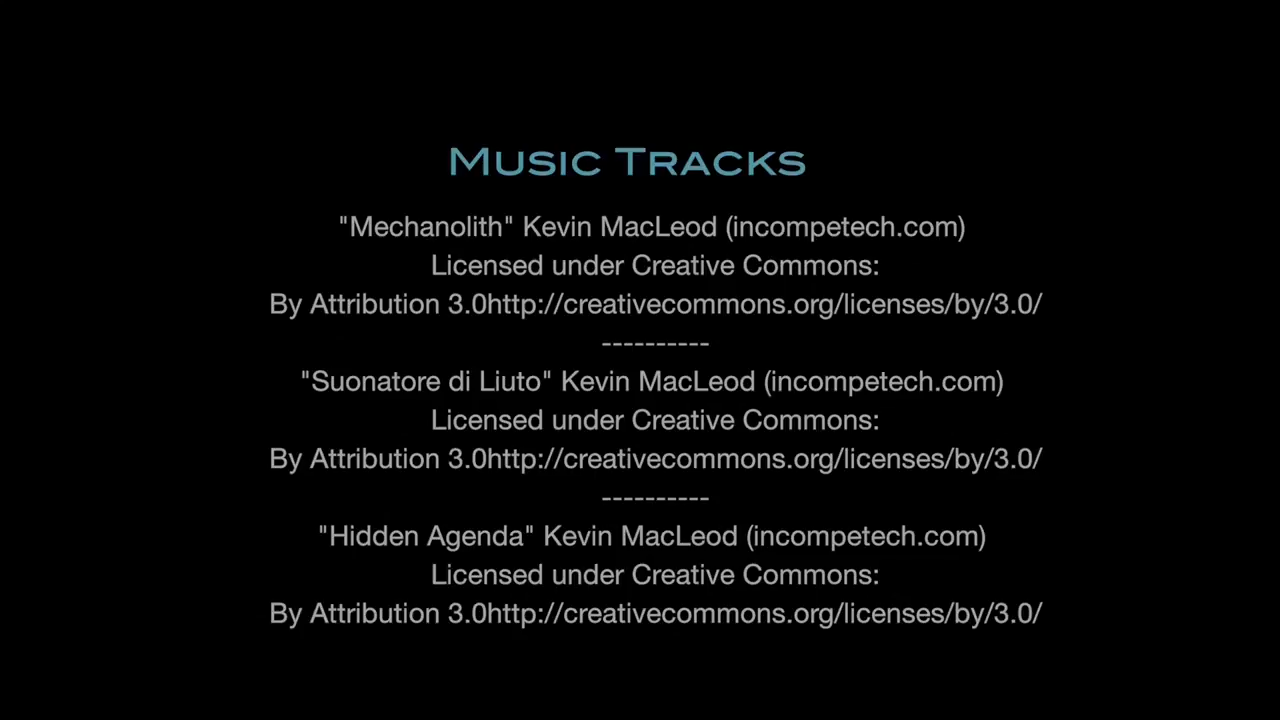 Music Tracks
"Mechanolith" Kevin MacLeod (incompetech.com)
Licensed under Creative Commons:
By Attribution 3.0http://creativecommons.org/licenses/by/3.0/
----------
"Suonatore di Liuto" Kevin MacLeod (incompetech.com)
Licensed under Creative Commons:
By Attribution 3.0http://creativecommons.org/licenses/by/3.0/
----------
"Hidden Agenda" Kevin MacLeod (incompetech.com)
Licensed under Creative Commons:
By Attribution 3.0http://creativecommons.org/licenses/by/3.0/